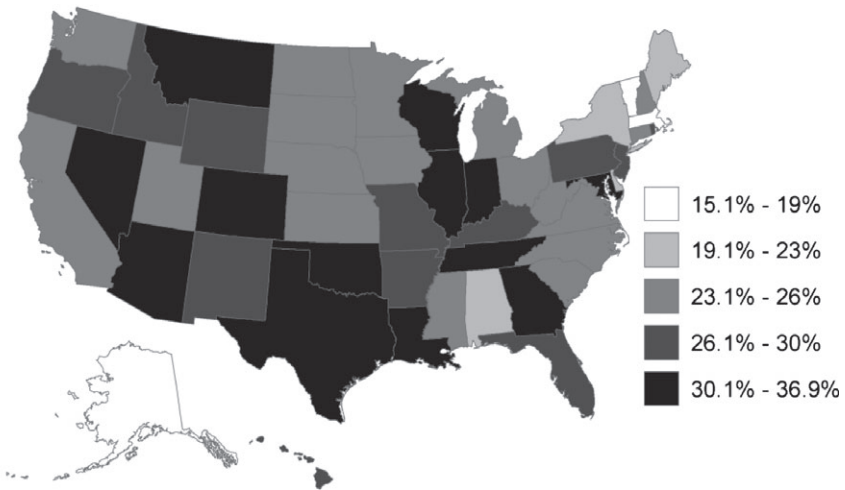 15.1% - 19%
19.1% - 23%
23.1% - 26%
26.1% - 30%
30.1% - 36.9%